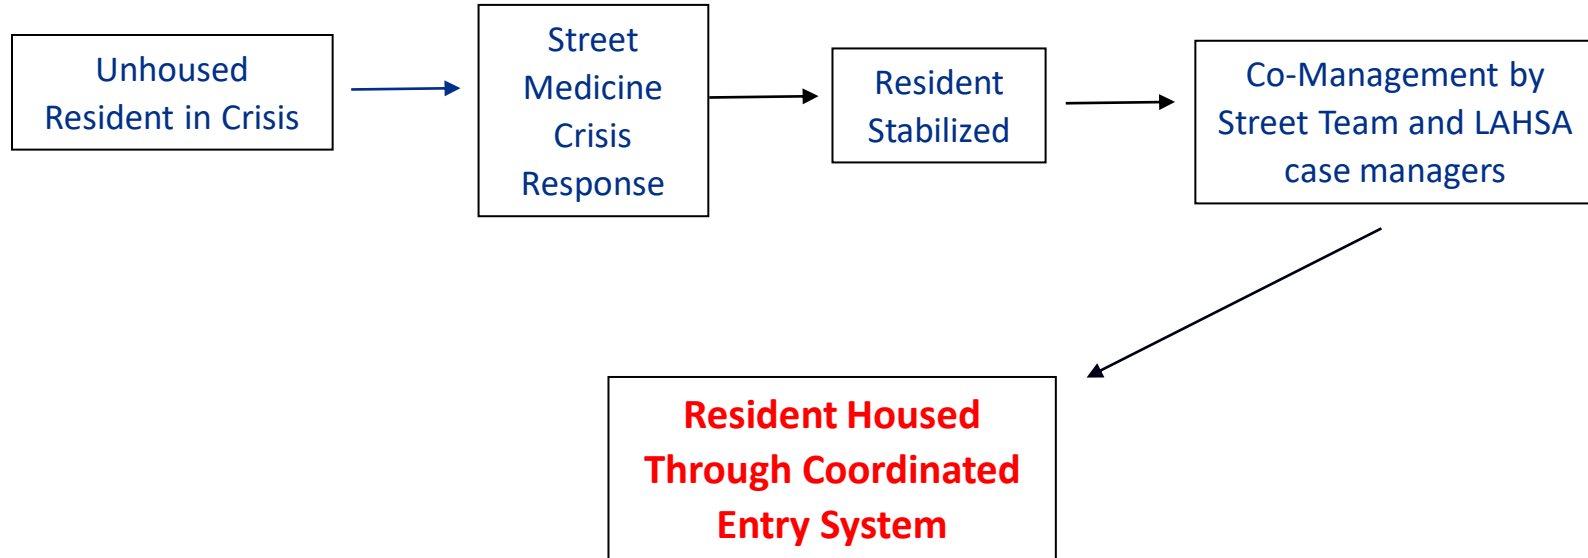 Unhoused
Resident in Crisis
Street
Medicine
Crisis
Response
Resident
Stabilized
Co-Management by
Street Team and LAHSA
case managers
Resident Housed
Through Coordinated
Entry System